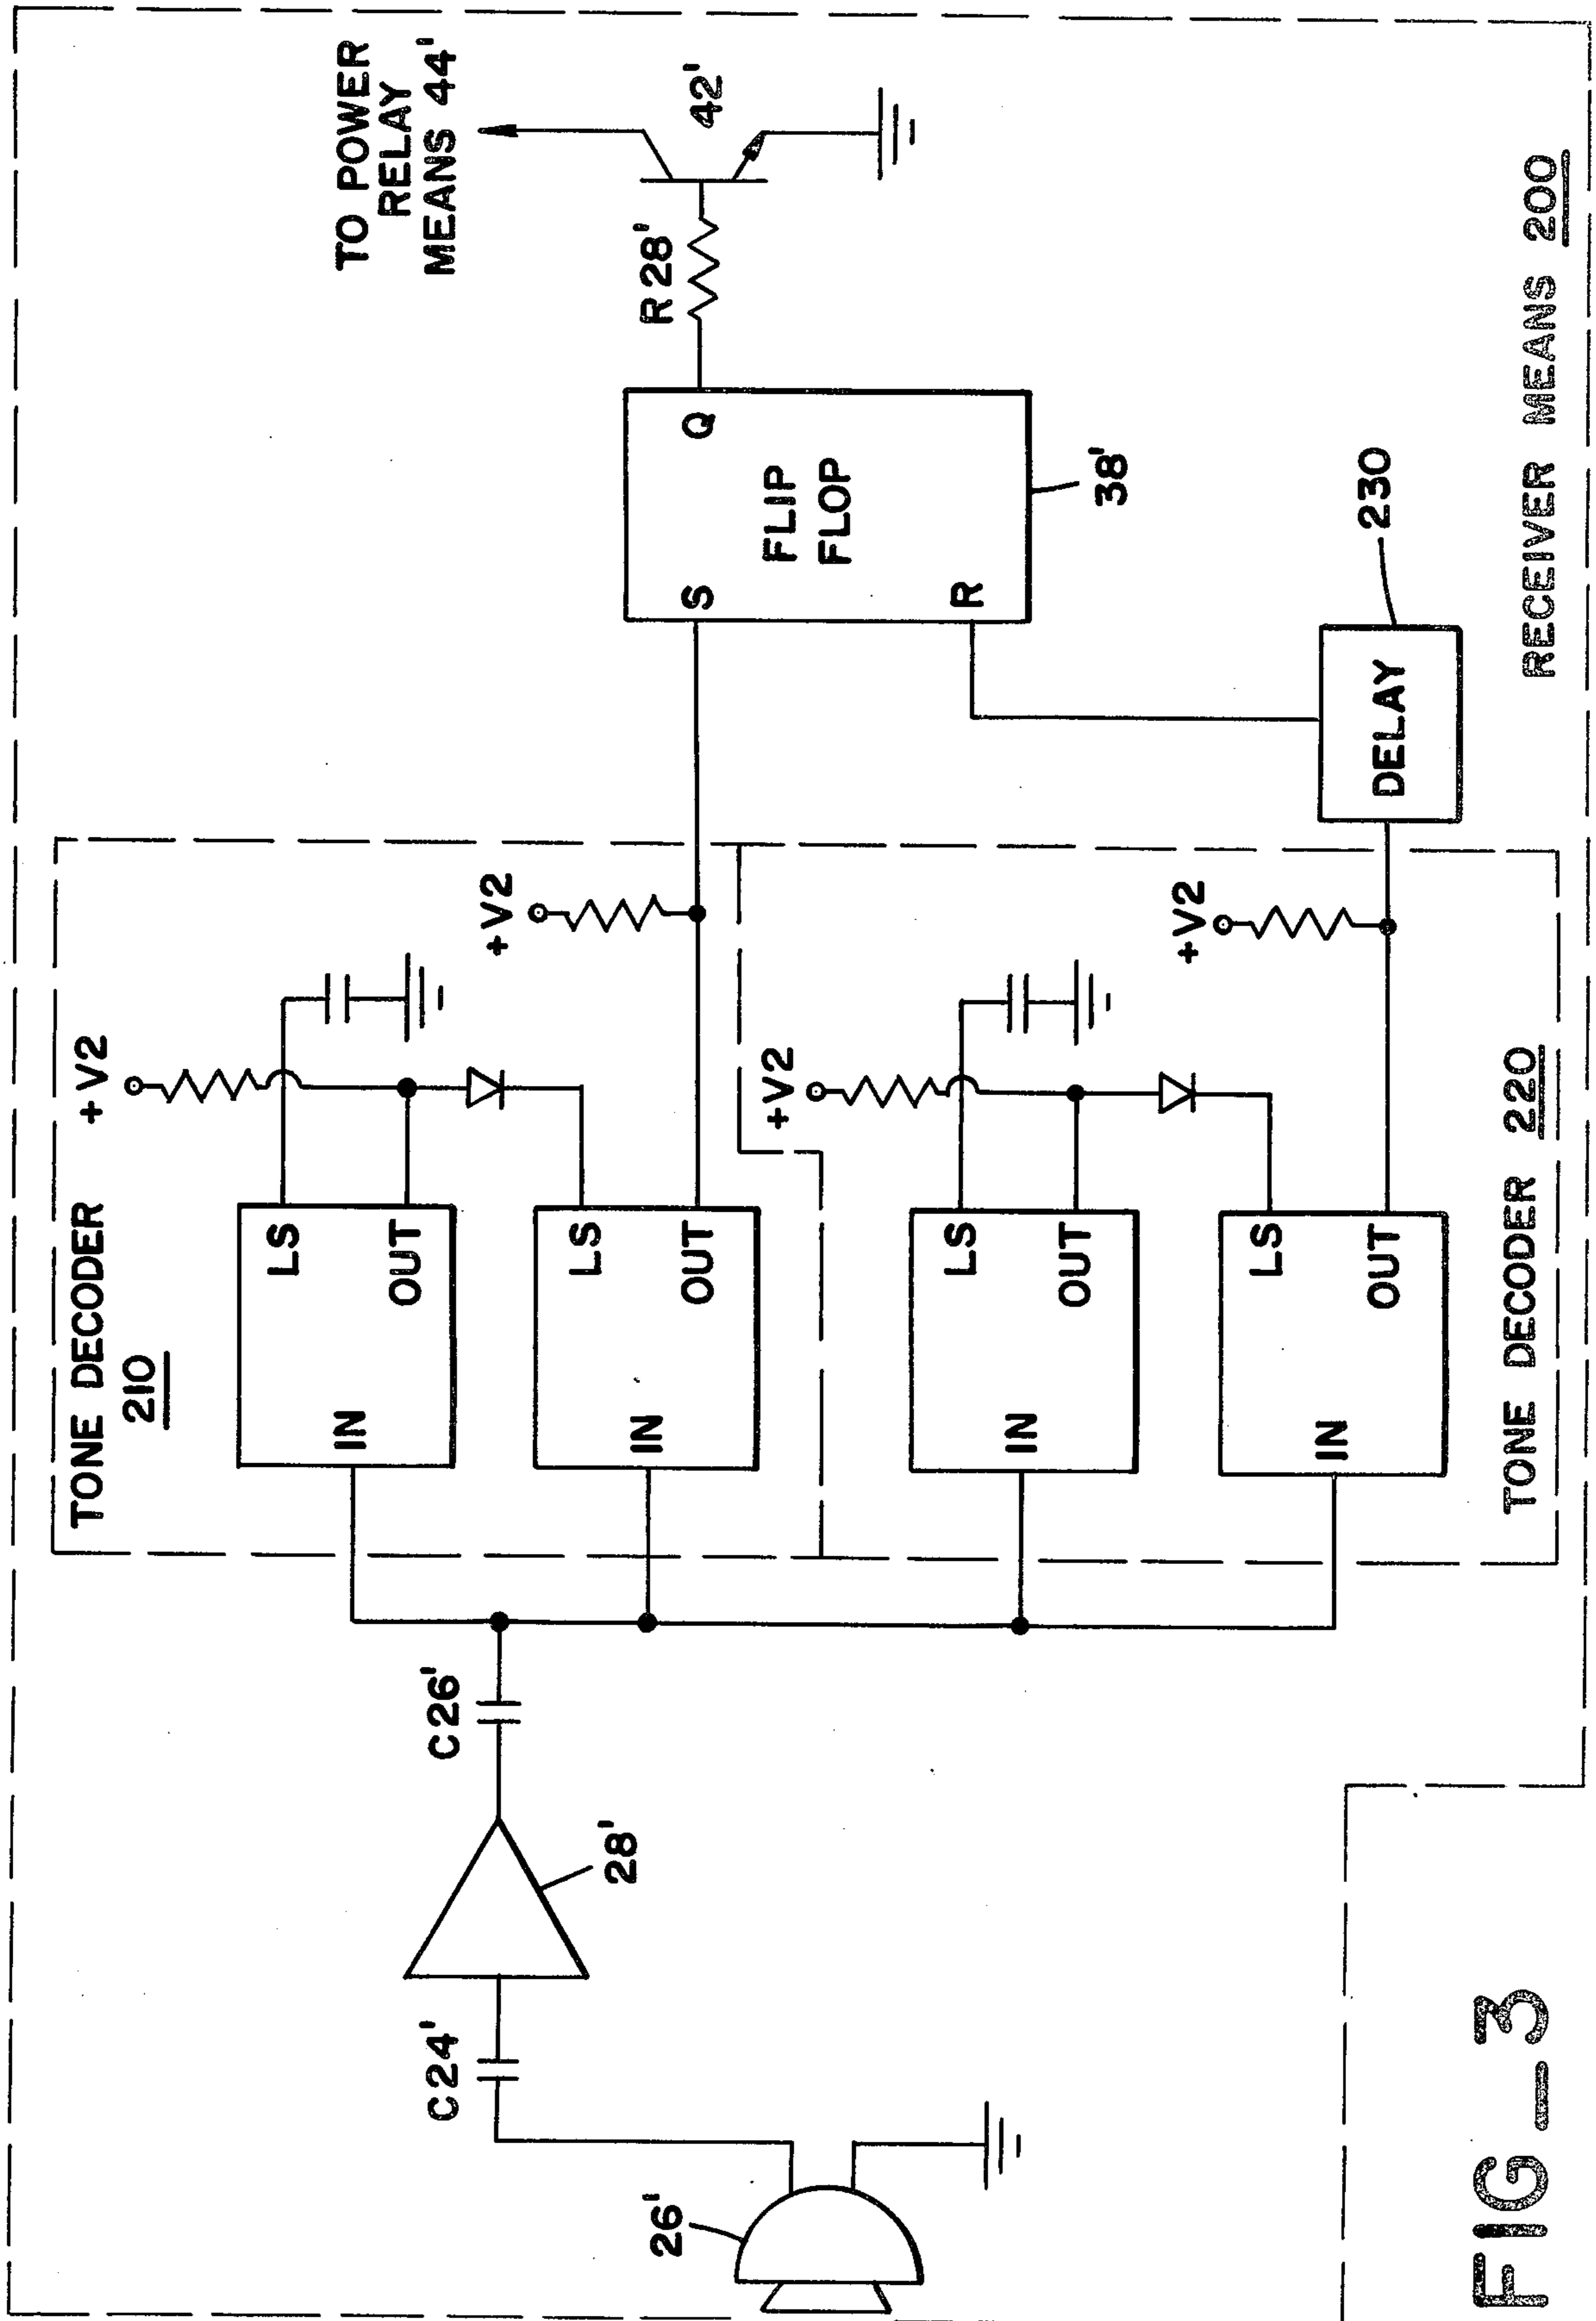 TONE DECODER
210
+V2
LS
IN
OUT
LS
IN
OUT
+V2
+V2
LS
IN
OUT
LS
IN
OUT
+V2
TONE DECODER 220
26'
C24'
28'
C26'
S
Q
FLIP
FLOP
R
38'
DELAY
230
R28'
42'
TO POWER
RELAY
MEANS 44'
RECEIVER MEANS 200
FIG_3